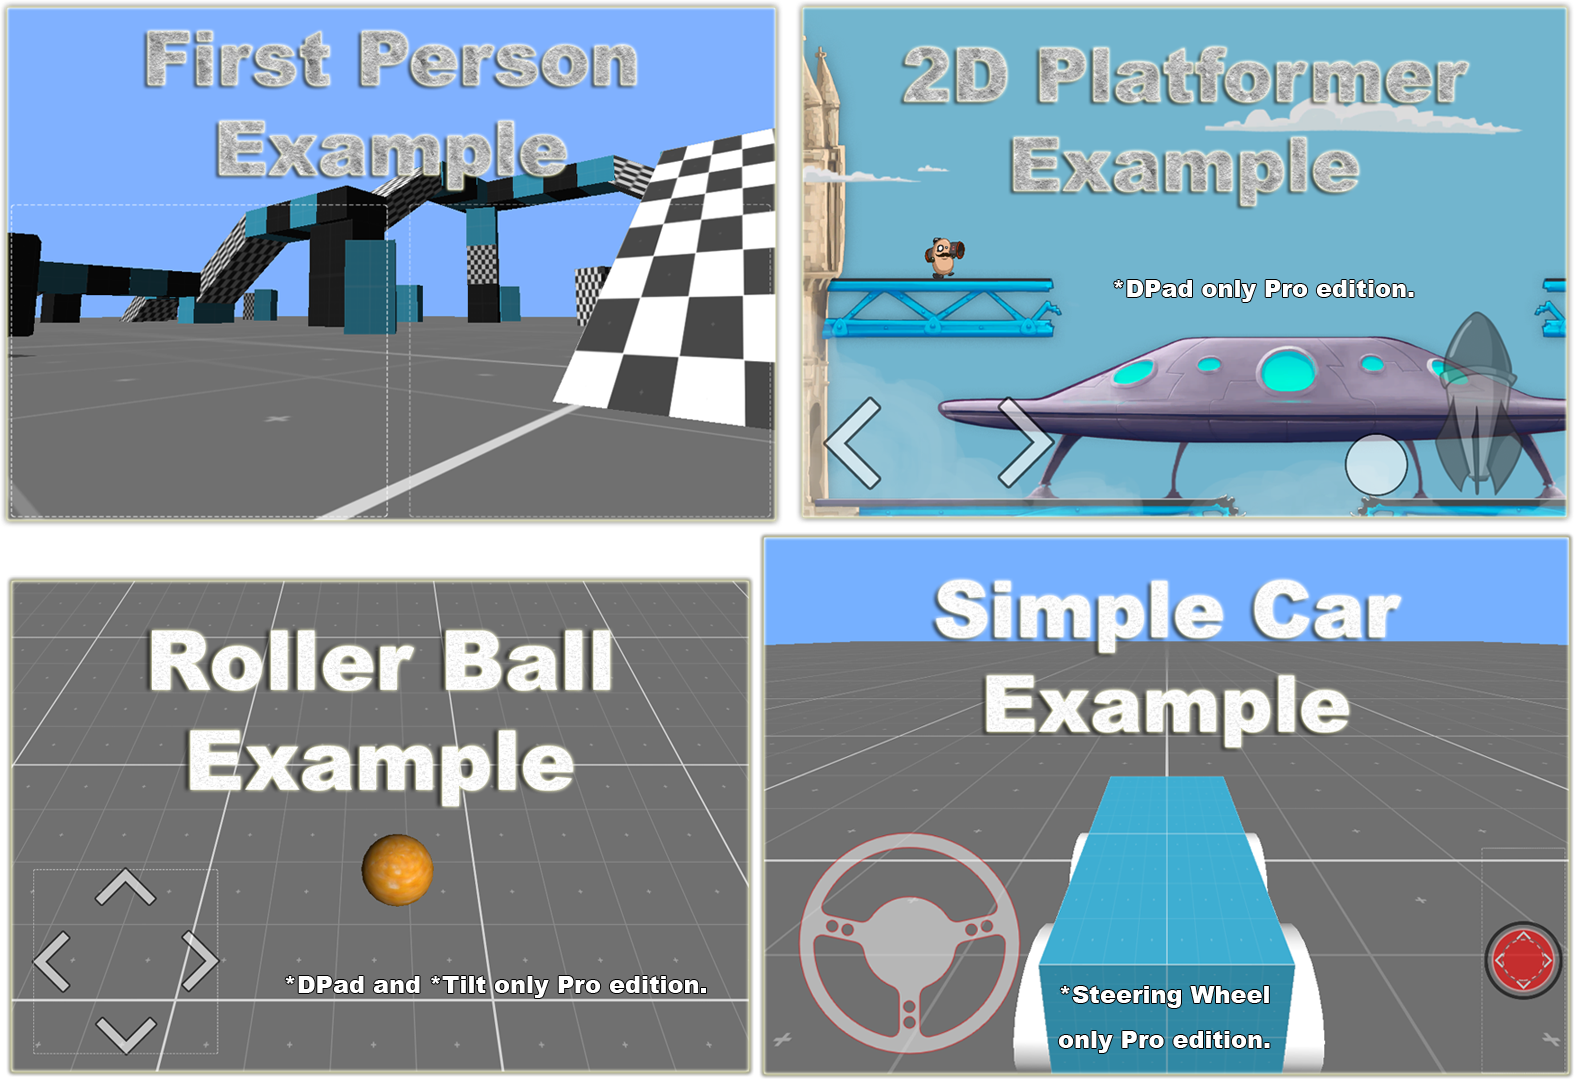 First Person
Example
2D Platformer
Example
*DPad only Pro edition.
Roller Ball
Example
*DPad and *Tilt only Pro edition.
Simple Car
Example
*Steering Wheel
only Pro edition.